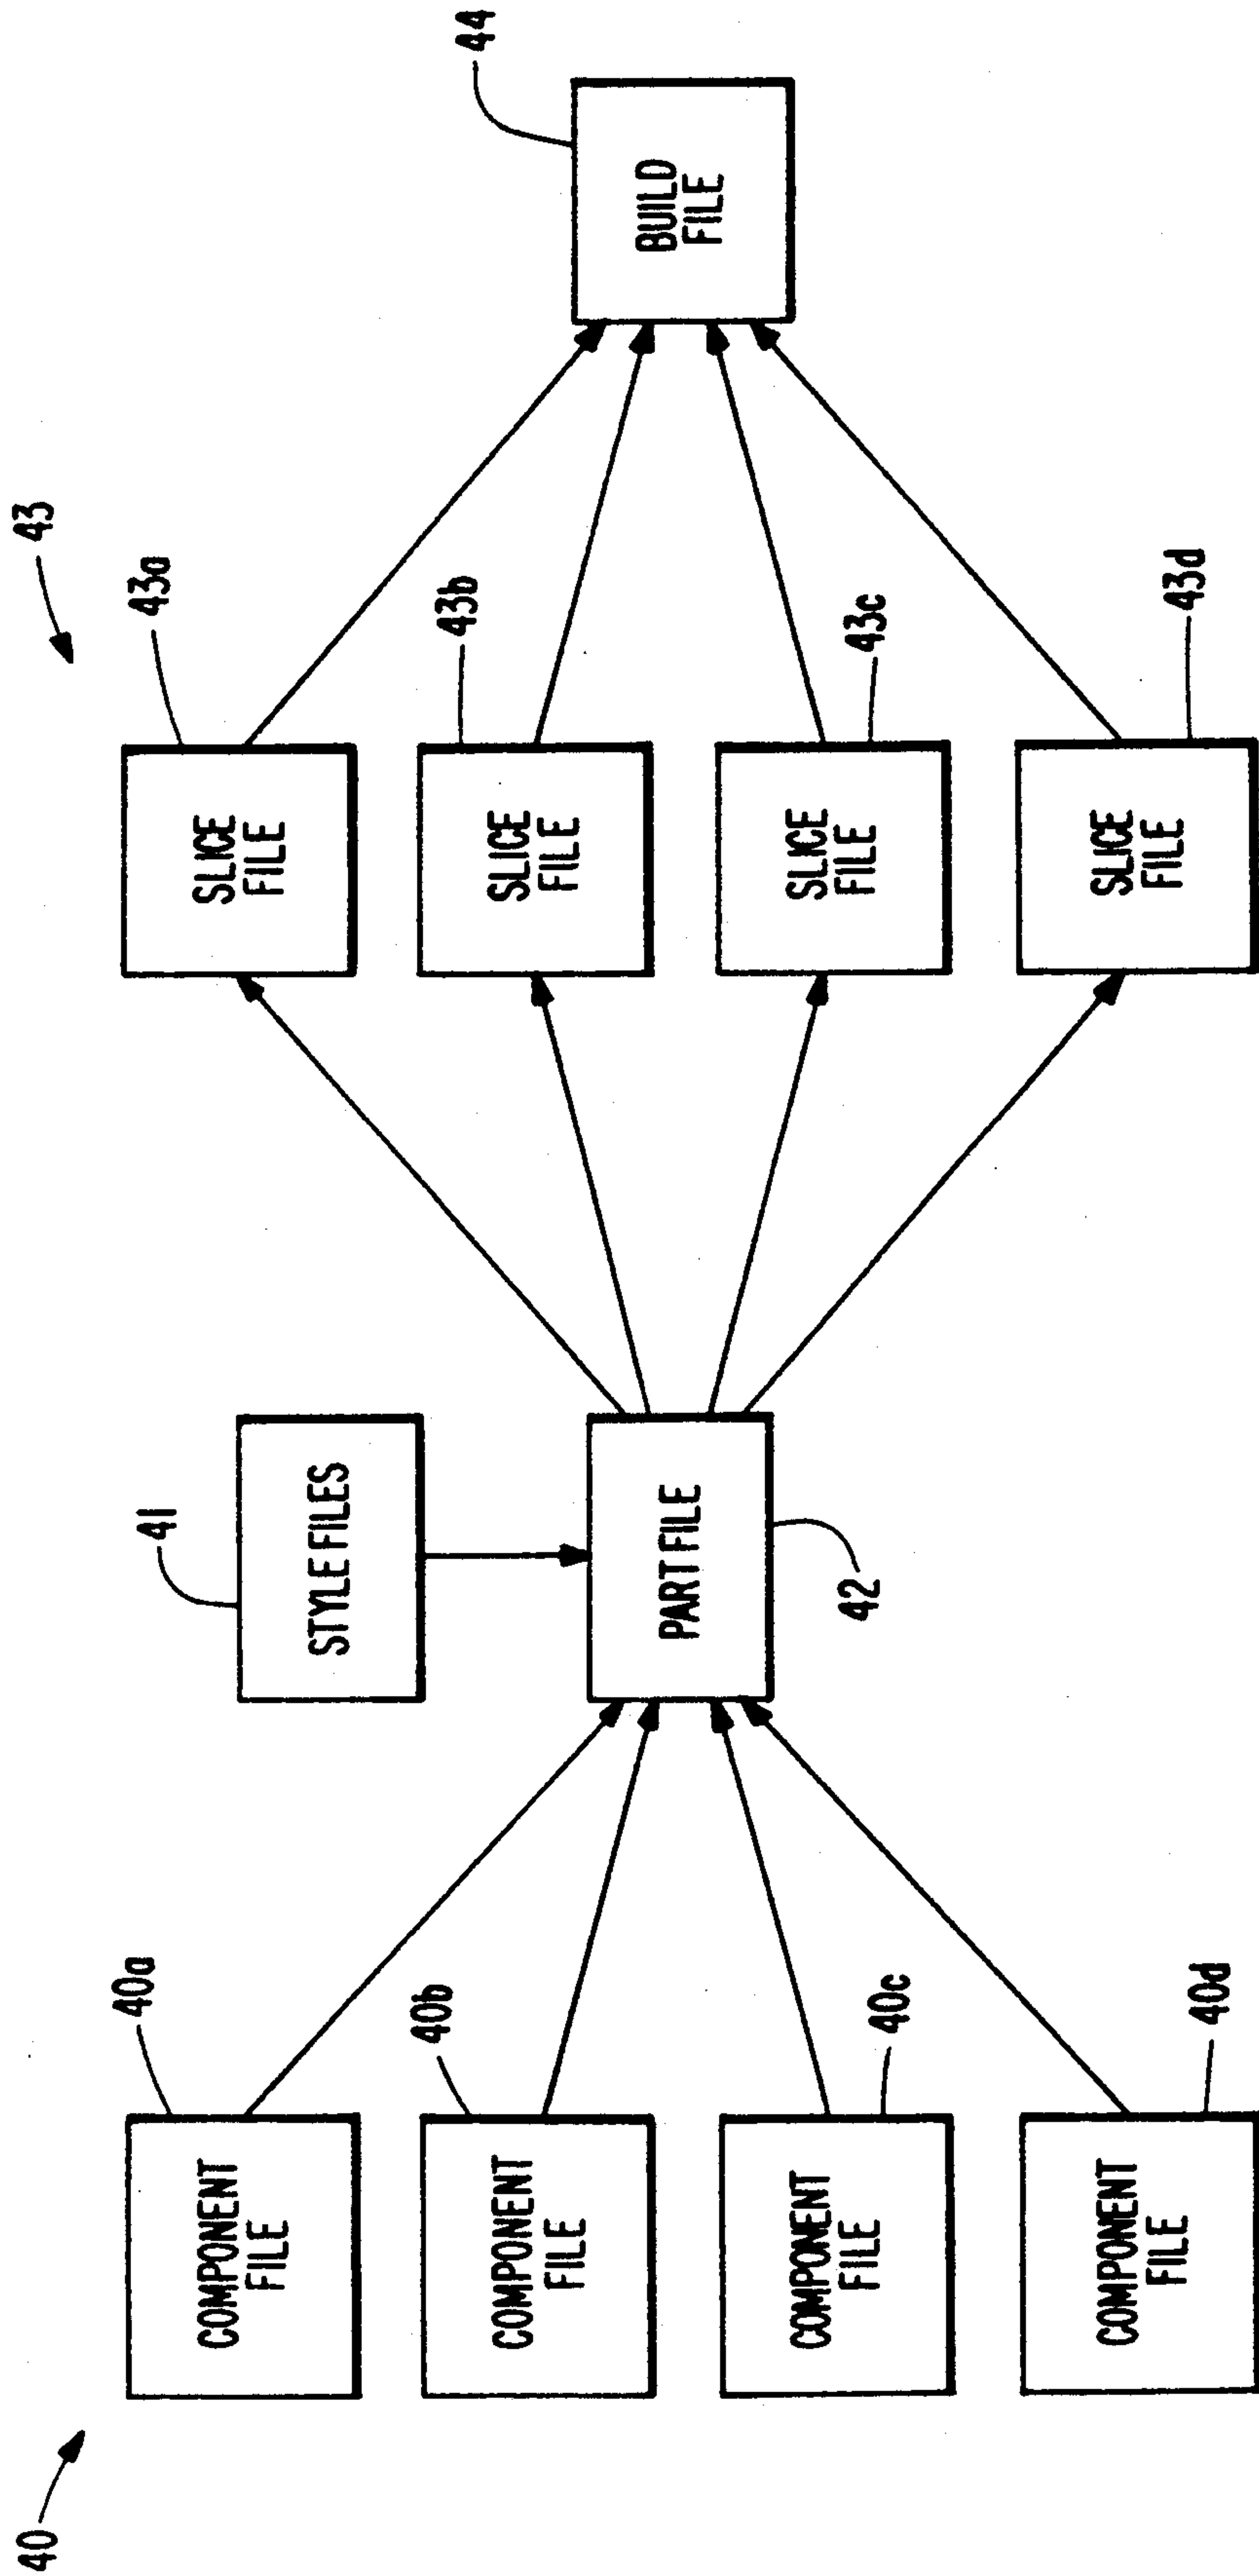 40
40a
COMPONENT
FILE
40b
COMPONENT
FILE
40c
COMPONENT
FILE
40d
COMPONENT
FILE
41
STYLE FILES
PART FILE
42
43
43a
SLICE
FILE
43b
SLICE
FILE
43c
SLICE
FILE
43d
SLICE
FILE
44
BUILD
FILE